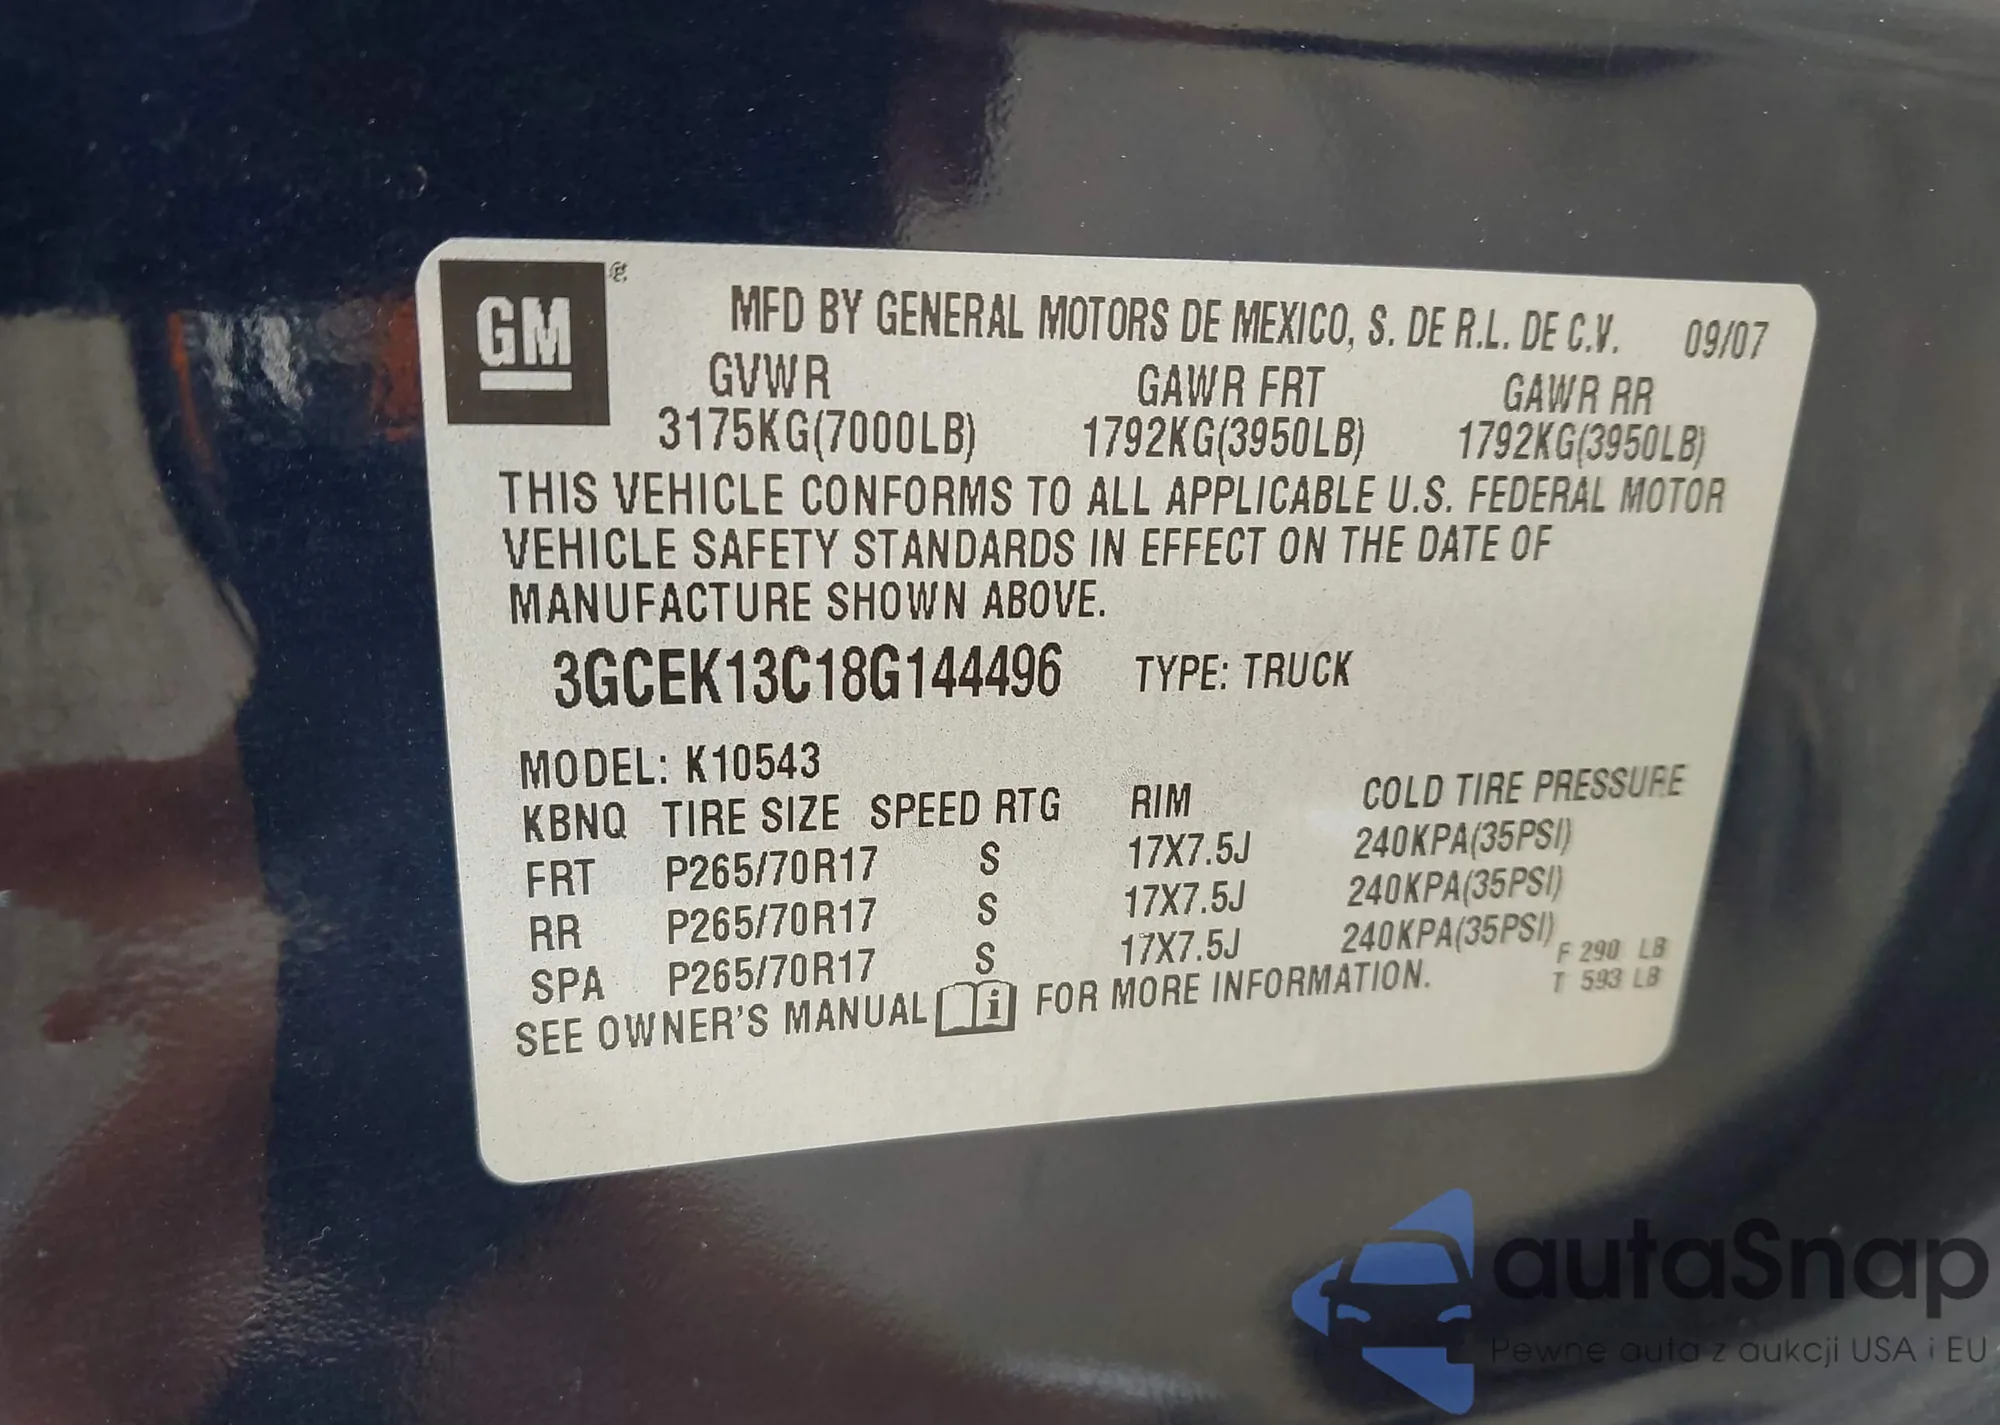 GM ®
MFD BY GENERAL MOTORS DE MEXICO, S. DE R.L. DE C.V. 09/07
GVWR GAWR FRT GAWR RR
3175KG(7000LB) 1792KG(3950LB) 1792KG(3950LB)
THIS VEHICLE CONFORMS TO ALL APPLICABLE U.S. FEDERAL MOTOR
VEHICLE SAFETY STANDARDS IN EFFECT ON THE DATE OF
MANUFACTURE SHOWN ABOVE.
3GCEK13C18G144496 TYPE: TRUCK
MODEL: K10543
KBNQ TIRE SIZE SPEED RTG RIM COLD TIRE PRESSURE
FRT P265/70R17 S 17X7.5J 240KPA(35PSI)
RR P265/70R17 S 17X7.5J 240KPA(35PSI)
SPA P265/70R17 S 17X7.5J 240KPA(35PSI)
SEE OWNER'S MANUAL i FOR MORE INFORMATION.
F 290 LB
T 593 LB
autaSnap
Pewne auta z aukcji USA i EU